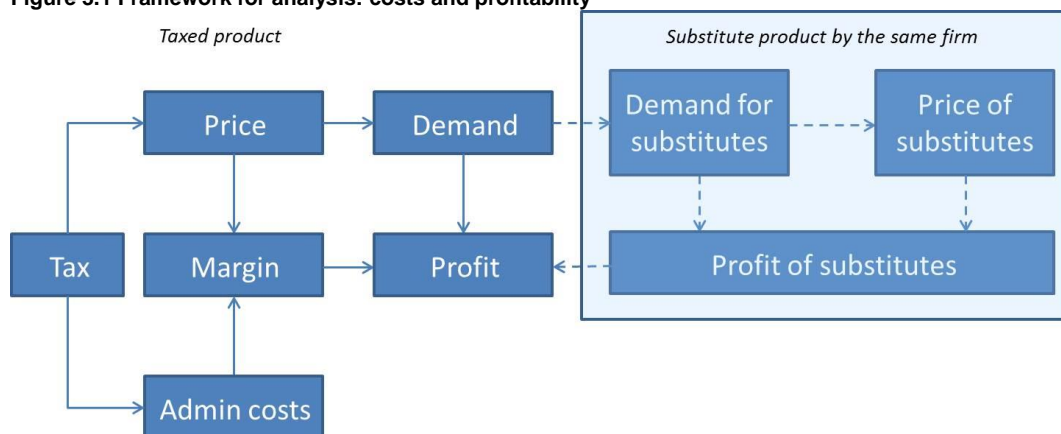 Figure 3.1 Framework for analysis: costs and profitability
Taxed product
Substitute product by the same firm
Price
Demand
Demand for
substitutes
Price of
substitutes
Tax
Margin
Profit
Profit of substitutes
Admin costs